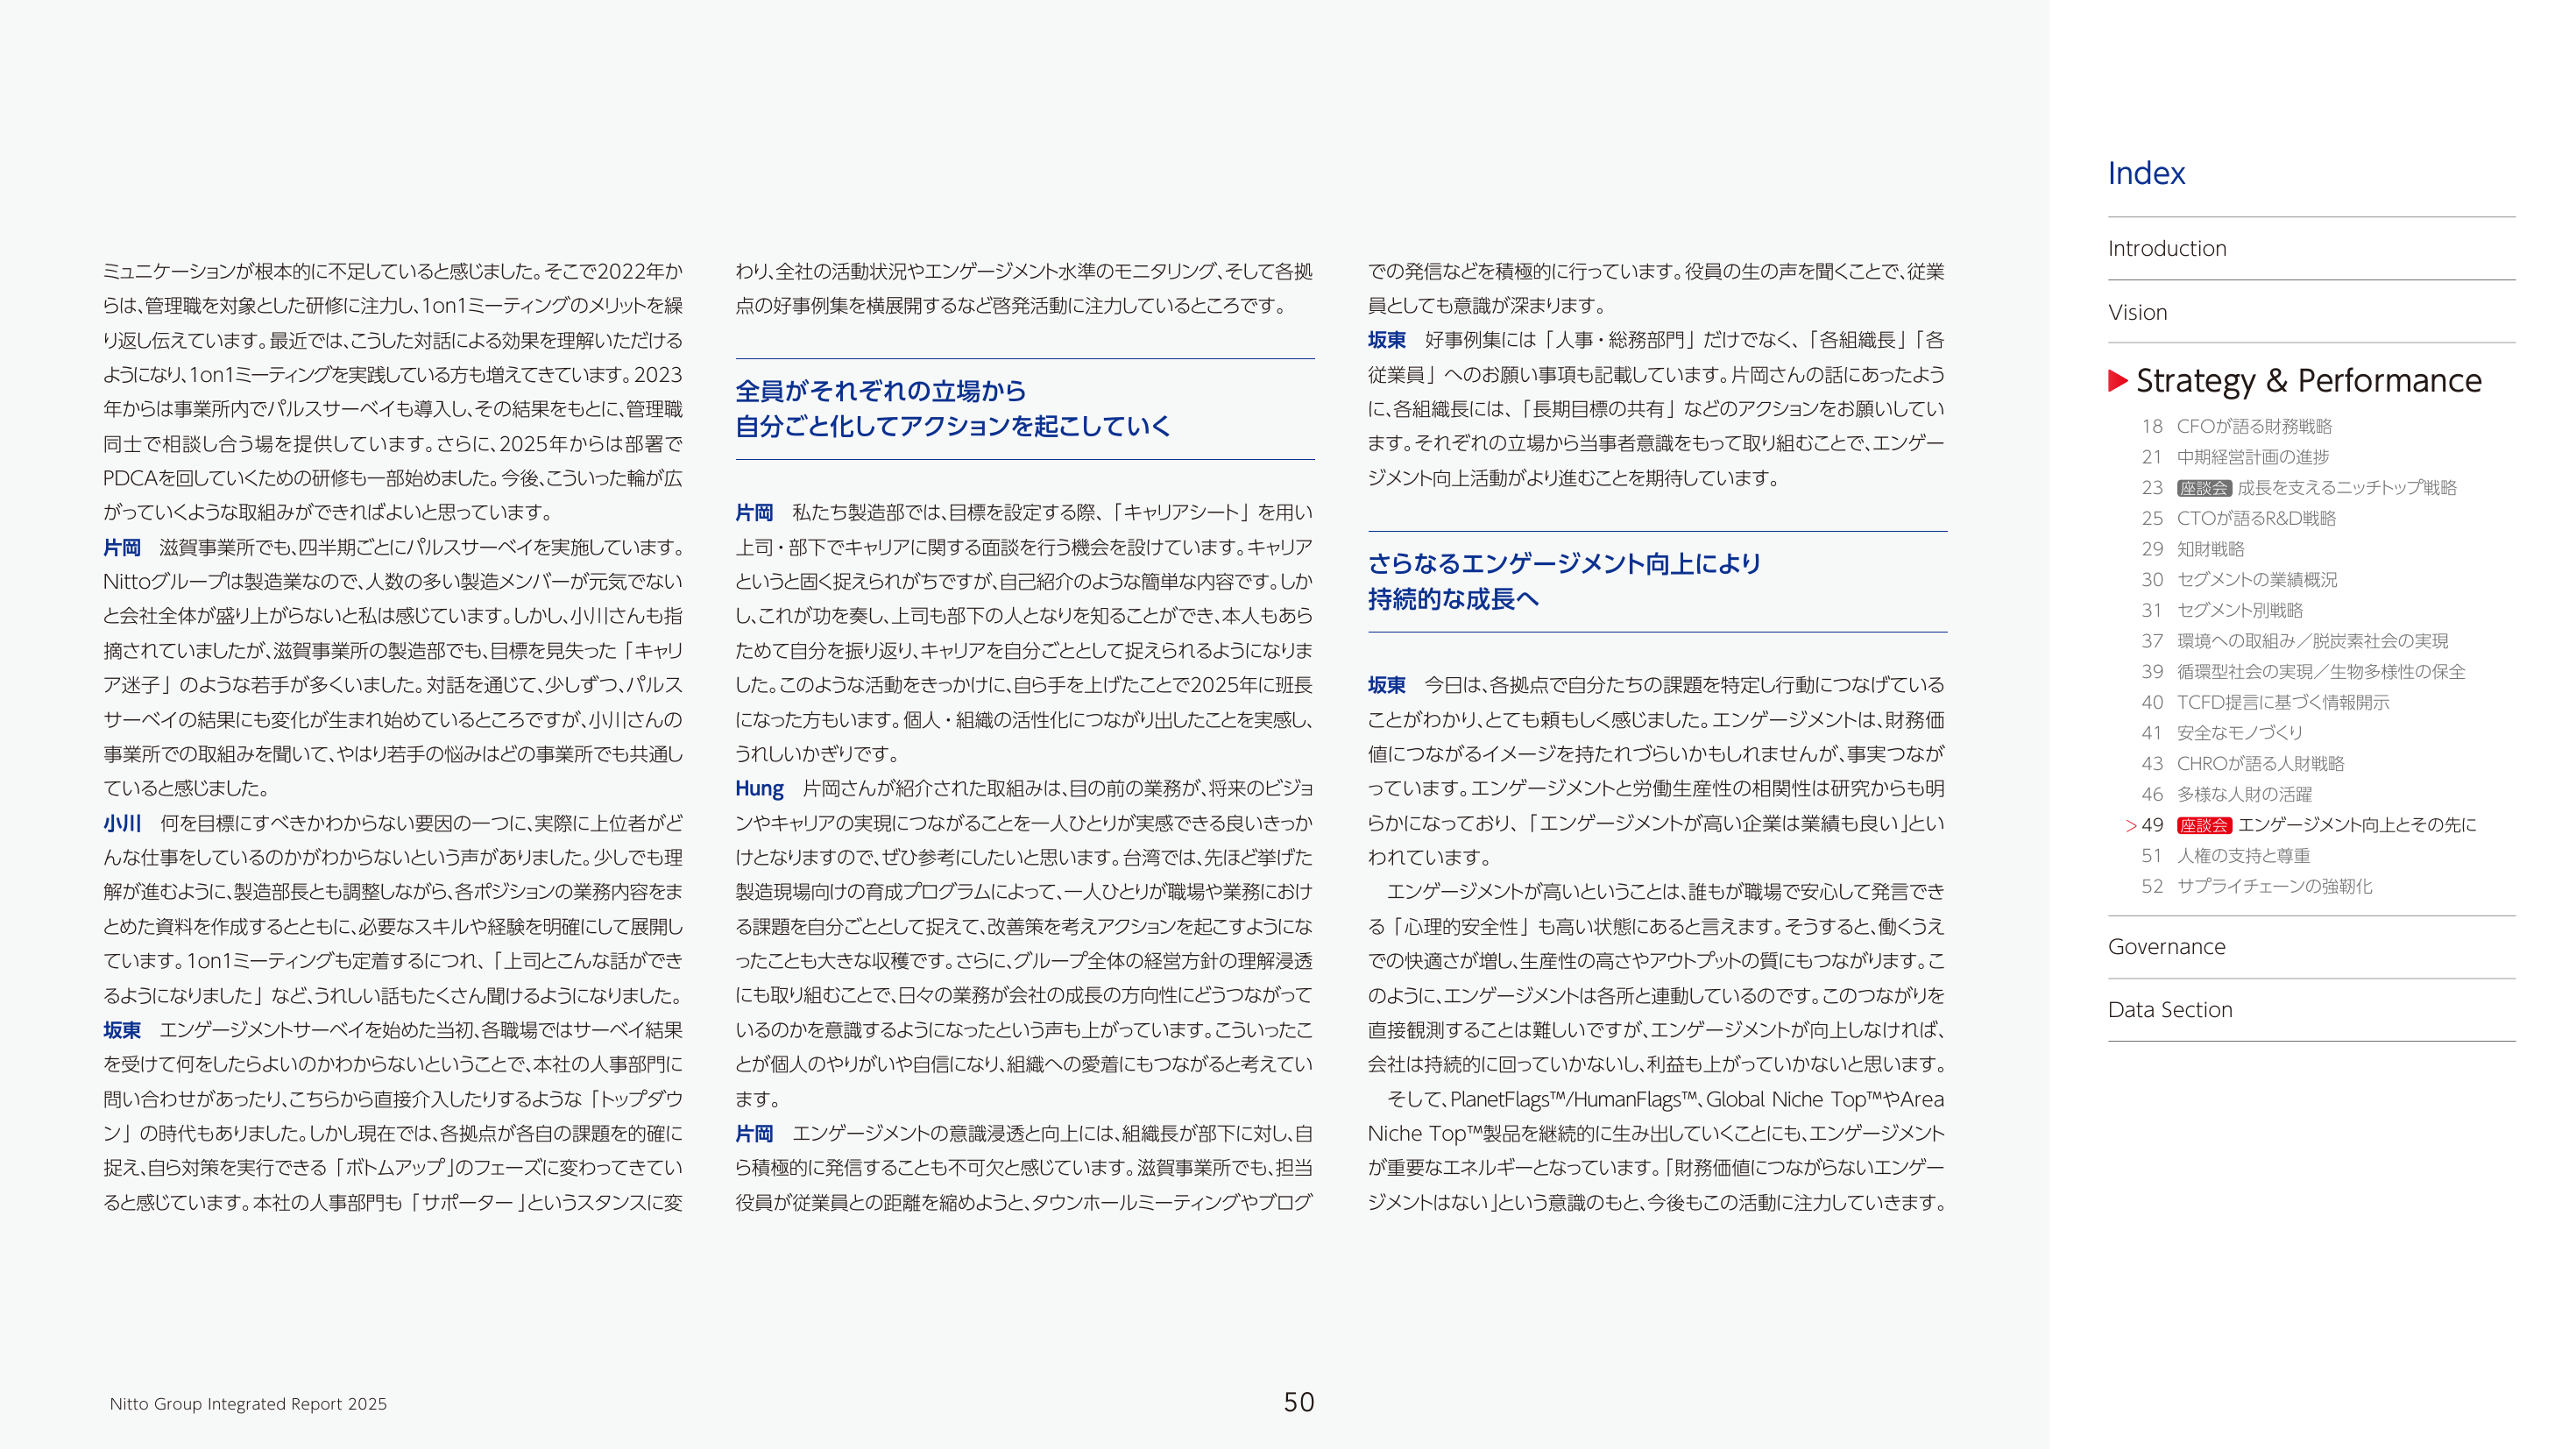 ミュニケーションが根本的に不足していると感じました。そこで2022年か
らは、管理職を対象とした研修に注力し、1on1ミーティングのメリットを繰
り返し伝えています。最近では、こうした対話による効果を理解いただける
ようになり、1on1ミーティングを実践している方も増えてきています。2023
年からは事業所内でパルスサーベイも導入し、その結果をもとに、管理職
同士で相談し合う場を提供しています。さらに、2025年からは部署で
PDCAを回していくための研修も一部始めました。今後、こういった輪が広
がっていくような取組みができればよいと思っています。
片岡　滋賀事業所でも、四半期ごとにパルスサーベイを実施しています。
Nittoグループは製造業なので、人数の多い製造メンバーが元気でない
と会社全体が盛り上がらないと私は感じています。しかし、小川さんも指
摘されていましたが、滋賀事業所の製造部でも、目標を見失った「キャリ
ア迷子」のような若手が多くいました。対話を通じて、少しずつ、パルス
サーベイの結果にも変化が生まれ始めているところですが、小川さんの
事業所での取組みを聞いて、やはり若手の悩みはどの事業所でも共通し
ていると感じました。
小川　何を目標にすべきかわからない要因の一つに、実際に上位者がど
んな仕事をしているのかがわからないという声がありました。少しでも理
解が進むように、製造部長とも調整しながら、各ポジションの業務内容をま
とめた資料を作成するとともに、必要なスキルや経験を明確にして展開し
ています。1on1ミーティングも定着するにつれ、「上司とこんな話ができ
るようになりました」など、うれしい話もたくさん聞けるようになりました。
坂東　エンゲージメントサーベイを始めた当初、各職場ではサーベイ結果
を受けて何をしたらよいのかわからないということで、本社の人事部門に
問い合わせがあったり、こちらから直接介入したりするような「トップダウ
ン」の時代もありました。しかし現在では、各拠点が各自の課題を的確に
捉え、自ら対策を実行できる「ボトムアップ」のフェーズに変わってきてい
ると感じています。本社の人事部門も「サポーター」というスタンスに変
わり、全社の活動状況やエンゲージメント水準のモニタリング、そして各拠
点の好事例集を横展開するなど啓発活動に注力しているところです。
全員がそれぞれの立場から
自分ごと化してアクションを起こしていく
片岡　私たち製造部では、目標を設定する際、「キャリアシート」を用い
上司・部下でキャリアに関する面談を行う機会を設けています。キャリア
というと固く捉えられがちですが、自己紹介のような簡単な内容です。しか
し、これが功を奏し、上司も部下の人となりを知ることができ、本人もあら
ためて自分を振り返り、キャリアを自分ごととして捉えられるようになりま
した。このような活動をきっかけに、自ら手を上げたことで2025年に班長
になった方もいます。個人・組織の活性化につながり出したことを実感し、
うれしいかぎりです。
Hung　片岡さんが紹介された取組みは、目の前の業務が、将来のビジョ
ンやキャリアの実現につながることを一人ひとりが実感できる良いきっか
けとなりますので、ぜひ参考にしたいと思います。台湾では、先ほど挙げた
製造現場向けの育成プログラムによって、一人ひとりが職場や業務におけ
る課題を自分ごととして捉えて、改善策を考えアクションを起こすようにな
ったことも大きな収穫です。さらに、グループ全体の経営方針の理解浸透
にも取り組むことで、日々の業務が会社の成長の方向性にどうつながって
いるのかを意識するようになったという声も上がっています。こういったこ
とが個人のやりがいや自信になり、組織への愛着にもつながると考えてい
ます。
片岡　エンゲージメントの意識浸透と向上には、組織長が部下に対し、自
ら積極的に発信することも不可欠と感じています。滋賀事業所でも、担当
役員が従業員との距離を縮めようと、タウンホールミーティングやブログ
での発信などを積極的に行っています。役員の生の声を聞くことで、従業
員としても意識が深まります。
坂東　好事例集には「人事・総務部門」だけでなく、「各組織長」「各
従業員」へのお願い事項も記載しています。片岡さんの話にあったよう
に、各組織長には、「長期目標の共有」などのアクションをお願いしてい
ます。それぞれの立場から当事者意識をもって取り組むことで、エンゲー
ジメント向上活動がより進むことを期待しています。
さらなるエンゲージメント向上により
持続的な成長へ
坂東　今日は、各拠点で自分たちの課題を特定し行動につなげている
ことがわかり、とても頼もしく感じました。エンゲージメントは、財務価
値につながるイメージを持たれづらいかもしれませんが、事実つなが
っています。エンゲージメントと労働生産性の相関性は研究からも明
らかになっており、「エンゲージメントが高い企業は業績も良い」とい
われています。
　エンゲージメントが高いということは、誰もが職場で安心して発言でき
る「心理的安全性」も高い状態にあると言えます。そうすると、働くうえ
での快適さが増し、生産性の高さやアウトプットの質にもつながります。こ
のように、エンゲージメントは各所と連動しているのです。このつながりを
直接観測することは難しいですが、エンゲージメントが向上しなければ、
会社は持続的に回っていかないし、利益も上がっていかないと思います。
　そして、PlanetFlags™/HumanFlags™、Global Niche Top™やArea
Niche Top™製品を継続的に生み出していくことにも、エンゲージメント
が重要なエネルギーとなっています。「財務価値につながらないエンゲー
ジメントはない」という意識のもと、今後もこの活動に注力していきます。
Index
Introduction
Vision
Strategy & Performance
18 CFOが語る財務戦略
21 中期経営計画の進捗
23 座談会 成長を支えるニッチトップ戦略
25 CTOが語るR&D戦略
29 知財戦略
30 セグメントの業績概況
31 セグメント別戦略
37 環境への取組み／脱炭素社会の実現
39 循環型社会の実現／生物多様性の保全
40 TCFD提言に基づく情報開示
41 安全なモノづくり
43 CHROが語る人財戦略
46 多様な人財の活躍
> 49 座談会 エンゲージメント向上とその先に
51 人権の支持と尊重
52 サプライチェーンの強靭化
Governance
Data Section
Nitto Group Integrated Report 2025
50